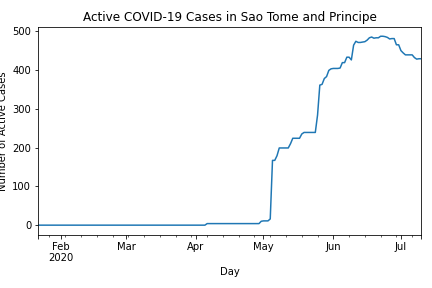 Active COVID-19 Cases in Sao Tome and Principe
Number of Active Cases
500
400
300
200
100
0
Feb
2020
Mar
Apr
May
Jun
Jul
Day